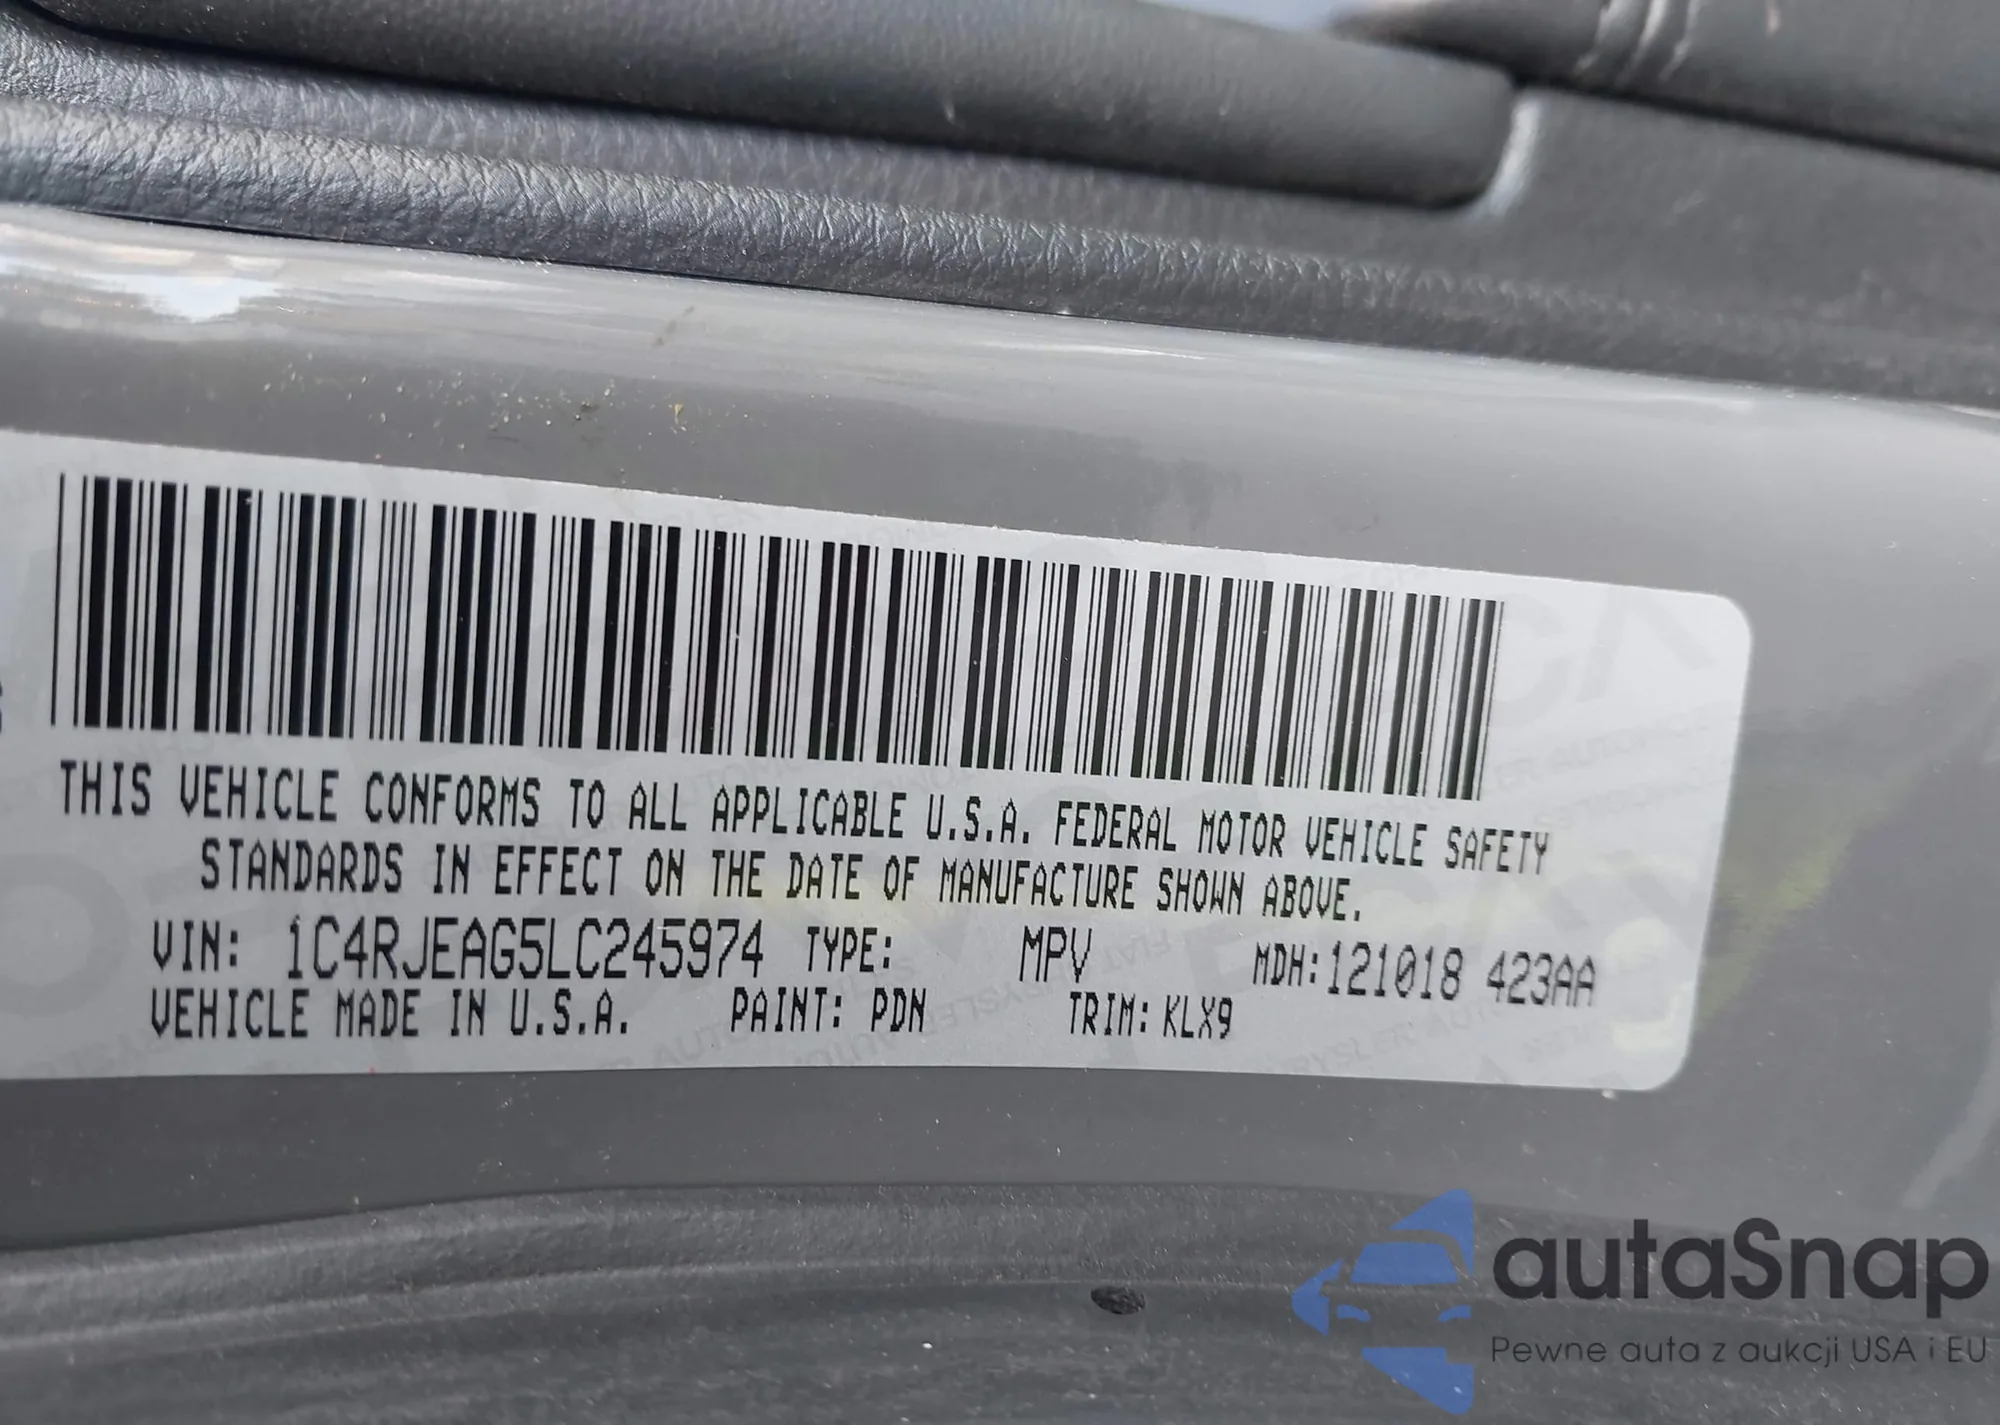 THIS VEHICLE CONFORMS TO ALL APPLICABLE U.S.A. FEDERAL MOTOR VEHICLE SAFETY
STANDARDS IN EFFECT ON THE DATE OF MANUFACTURE SHOWN ABOVE.
VIN: 1C4RJEAG5LC245974 TYPE: MPV MDH:121018 423AA
VEHICLE MADE IN U.S.A. PAINT: PDN TRIM:KLX9
autaSnap
Pewne auta z aukcji USA i EU